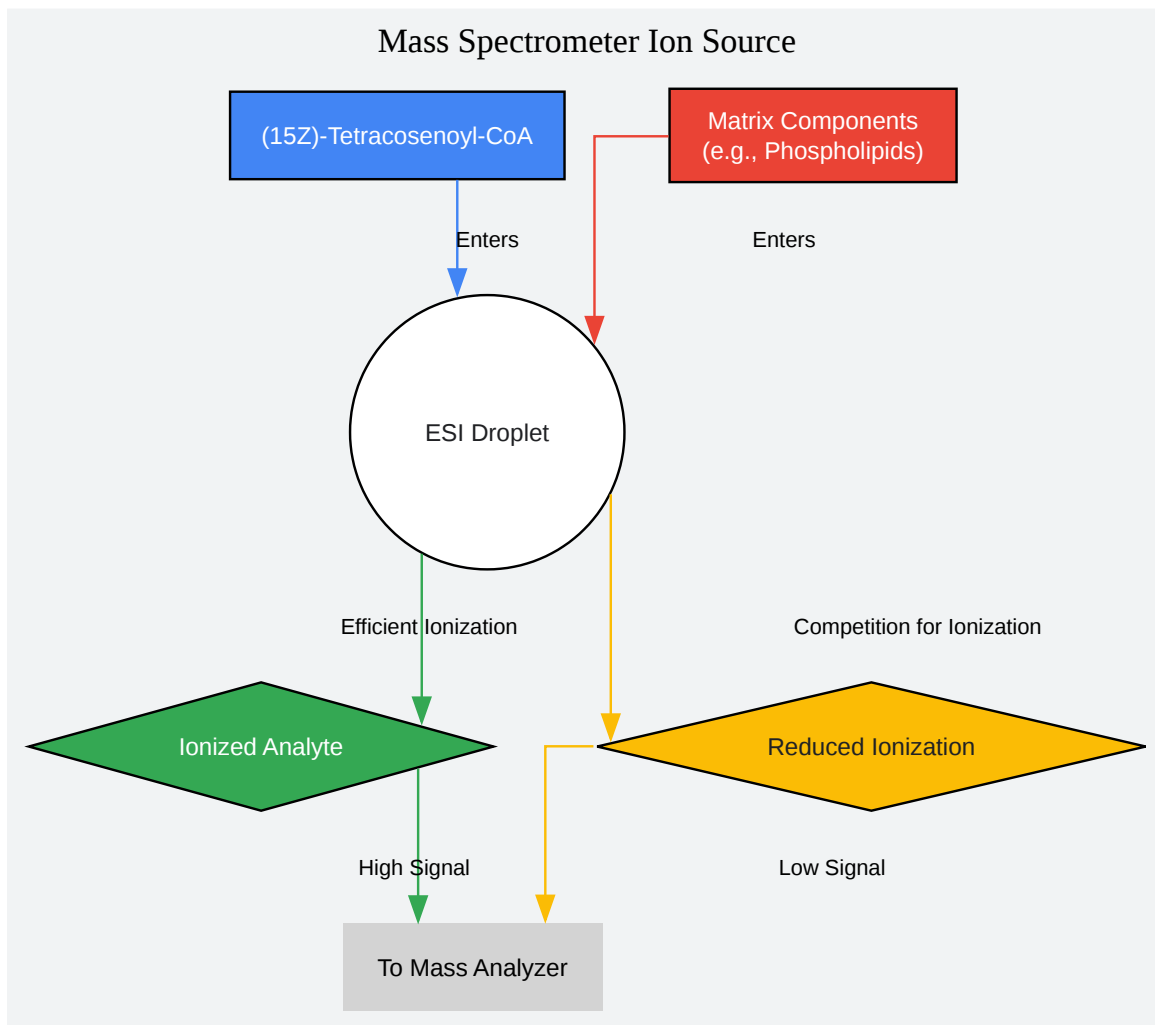 Mass Spectrometer Ion Source
(15Z)-Tetracosenoyl-CoA
Matrix Components
(e.g., Phospholipids)
Enters
Enters
ESI Droplet
Efficient Ionization
Competition for Ionization
Ionized Analyte
Reduced Ionization
High Signal
Low Signal
To Mass Analyzer